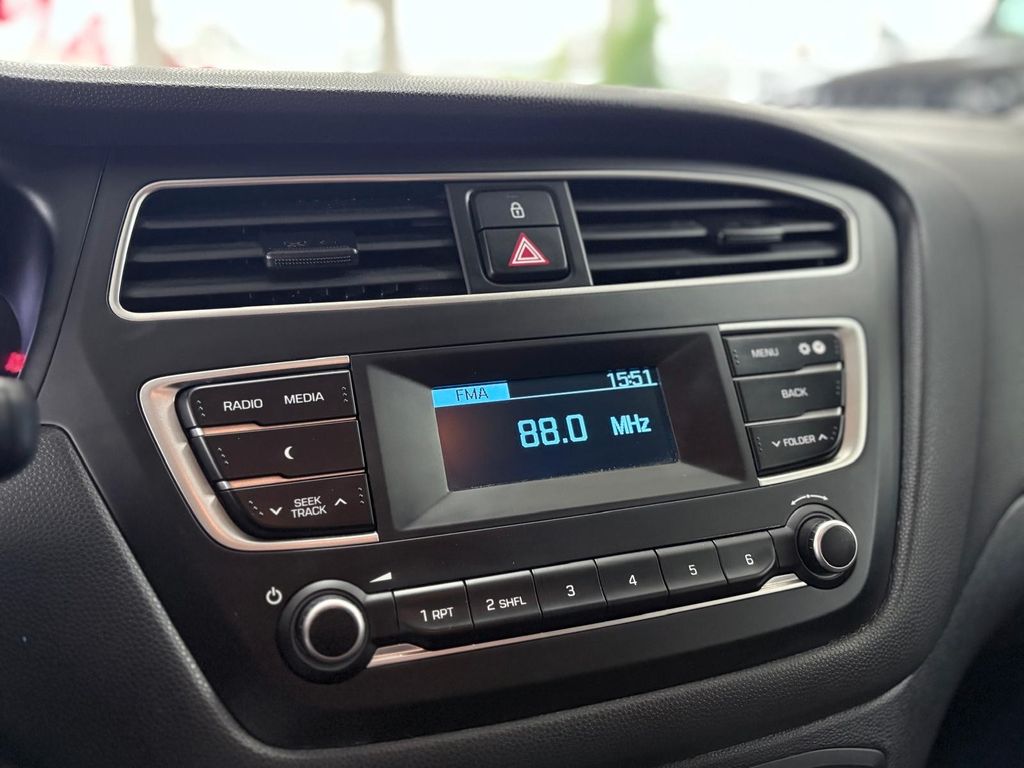 FMA 15:51
88.0 MHz
RADIO MEDIA
SEEK
TRACK
MENU
BACK
FOLDER
1 RPT 2 SHFL 3 4 5 6